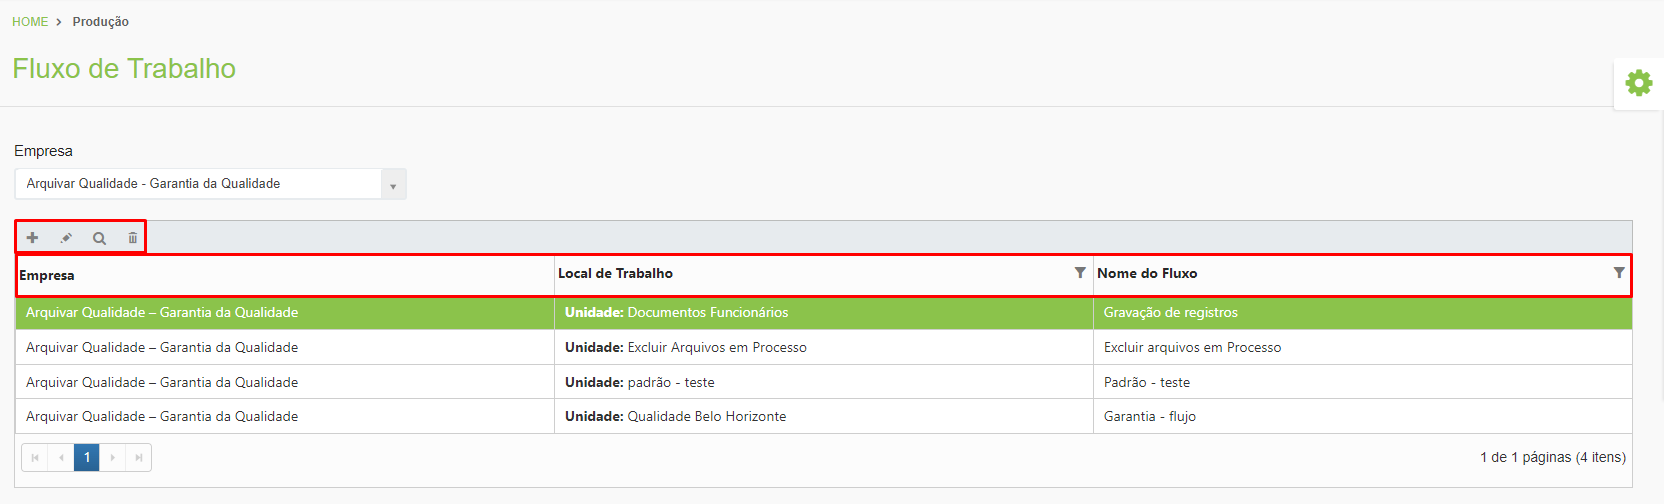 HOME > Produção
Fluxo de Trabalho
Empresa
Arquivar Qualidade - Garantia da Qualidade
Empresa Local de Trabalho Nome do Fluxo
Arquivar Qualidade – Garantia da Qualidade Unidade: Documentos Funcionários Gravação de registros
Arquivar Qualidade – Garantia da Qualidade Unidade: Excluir Arquivos em Processo Excluir arquivos em Processo
Arquivar Qualidade – Garantia da Qualidade Unidade: padrão - teste Padrão - teste
Arquivar Qualidade – Garantia da Qualidade Unidade: Qualidade Belo Horizonte Garantia - flujo
1 1 de 1 páginas (4 itens)